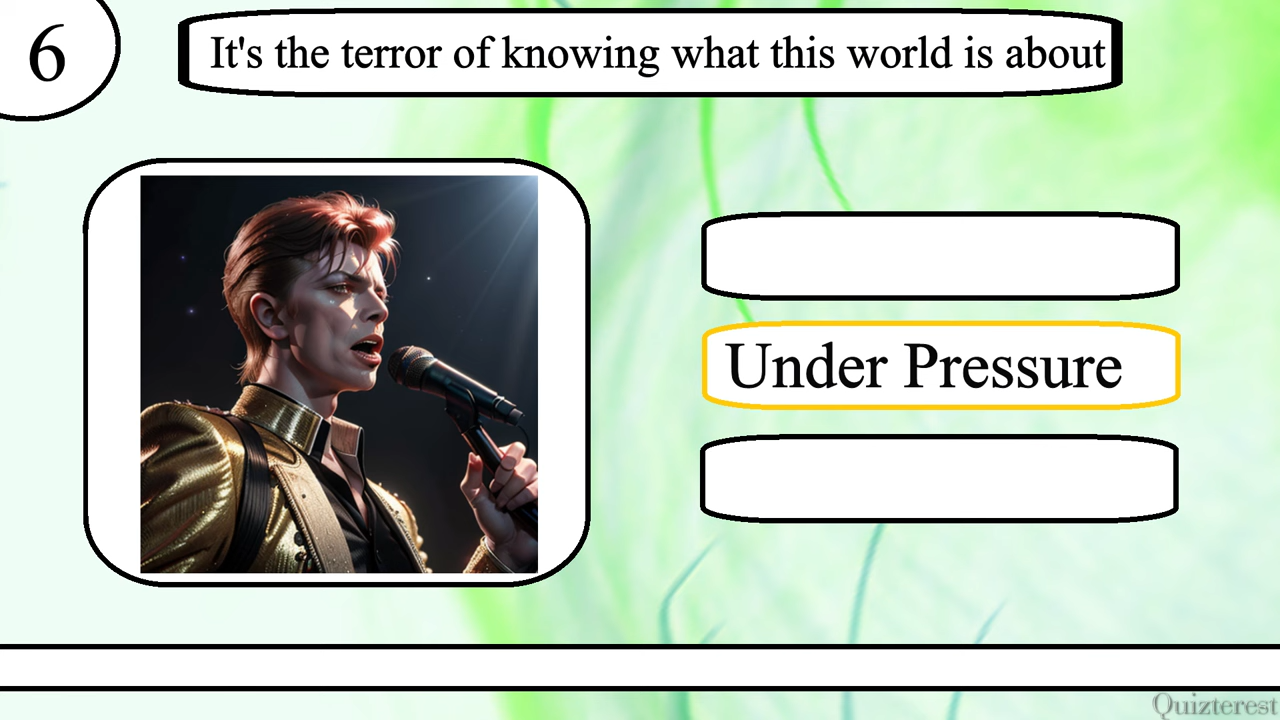 6
It's the terror of knowing what this world is about
Under Pressure
Quizterest